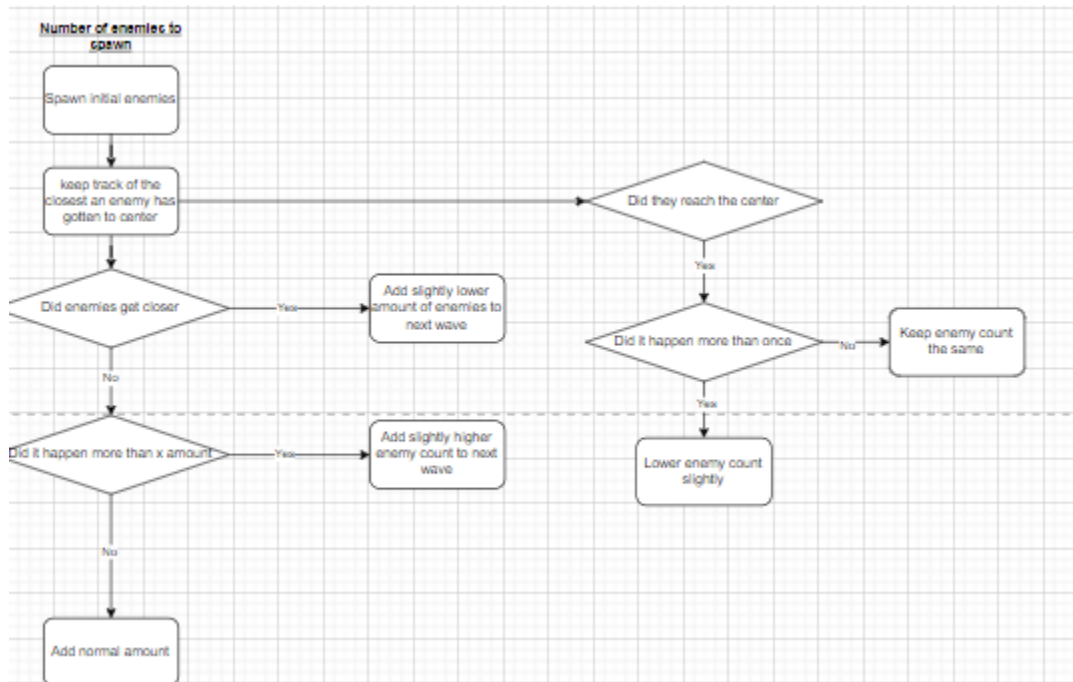 Number of enemies to
spawn
Spawn initial enemies
keep track of the
closest an enemy has
gotten to center
Did they reach the center
Yes
Did enemies get closer
Yes
Add slightly lower
amount of enemies to
next wave
Did it happen more than once
No
Keep enemy count
the same
No
Yes
Did it happen more than x amount
Yes
Add slightly higher
enemy count to next
wave
Lower enemy count
slightly
No
Add normal amount